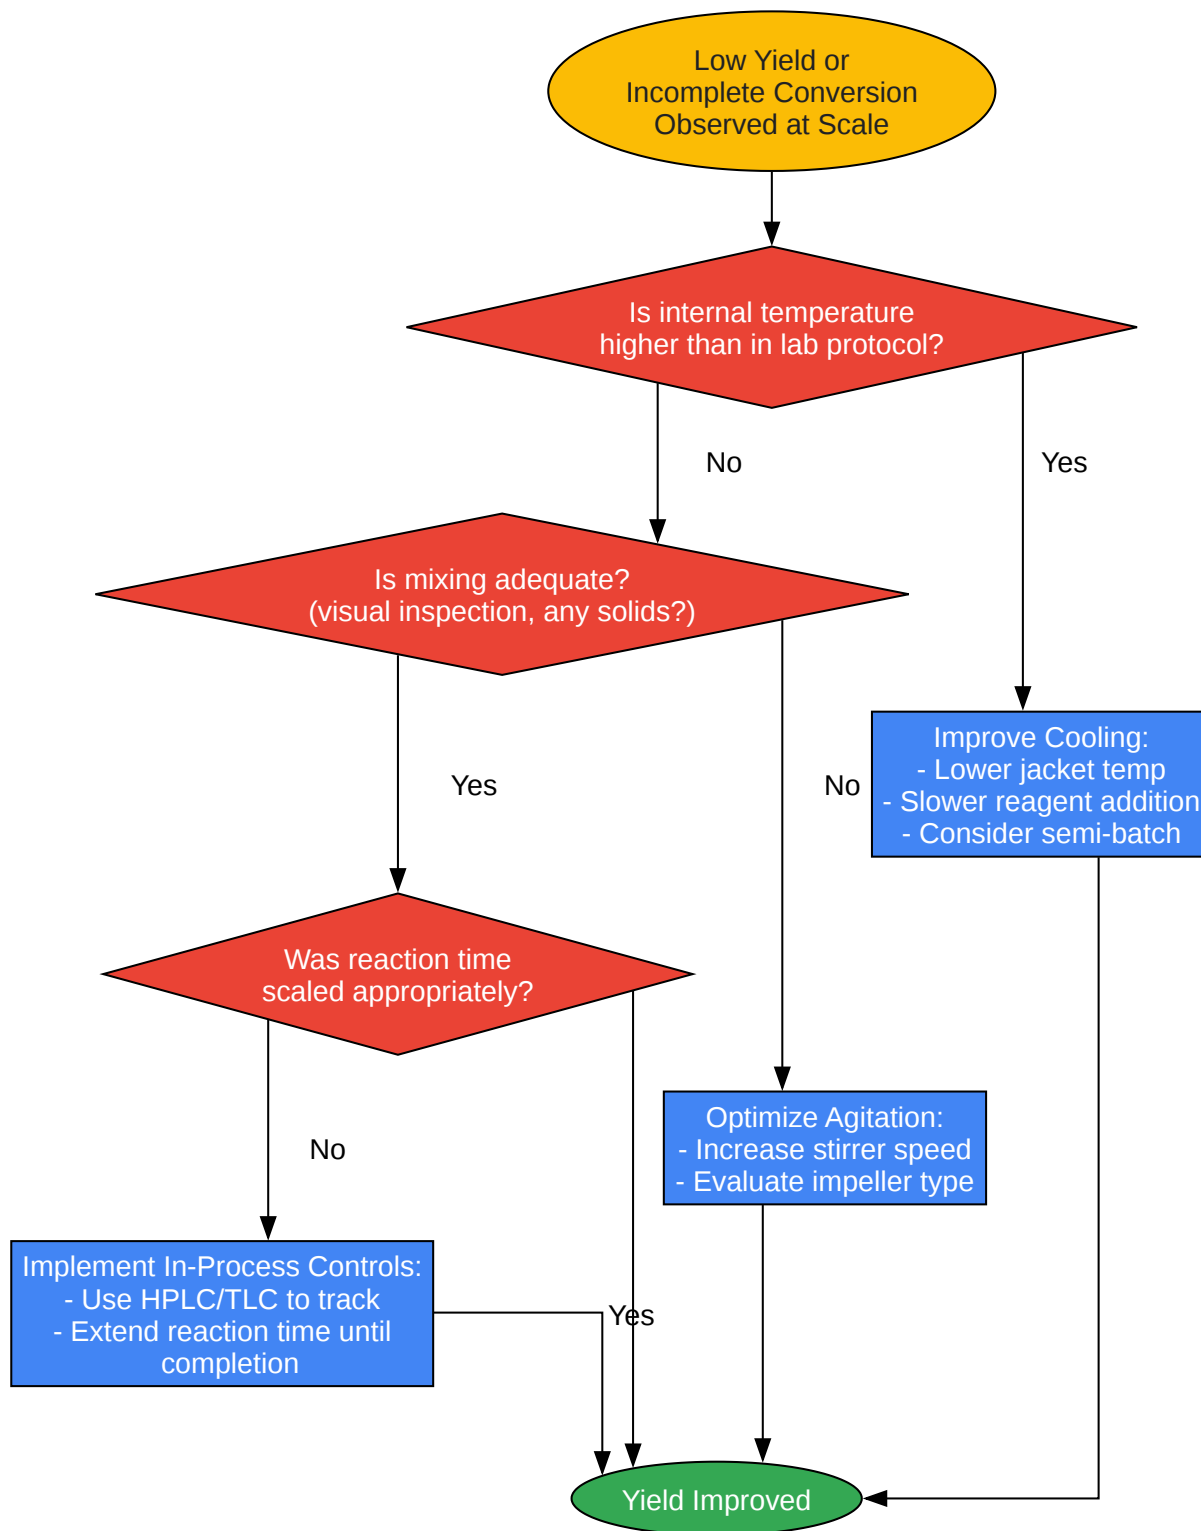 Low Yield or
Incomplete Conversion
Observed at Scale
Is internal temperature
higher than in lab protocol?
No
Yes
Is mixing adequate?
(visual inspection, any solids?)
Improve Cooling:
- Lower jacket temp
- Slower reagent addition
- Consider semi-batch
Yes
No
Was reaction time
scaled appropriately?
Optimize Agitation:
- Increase stirrer speed
- Evaluate impeller type
No
Implement In-Process Controls:
- Use HPLC/TLC to track
- Extend reaction time until
completion
Yes
Yield Improved